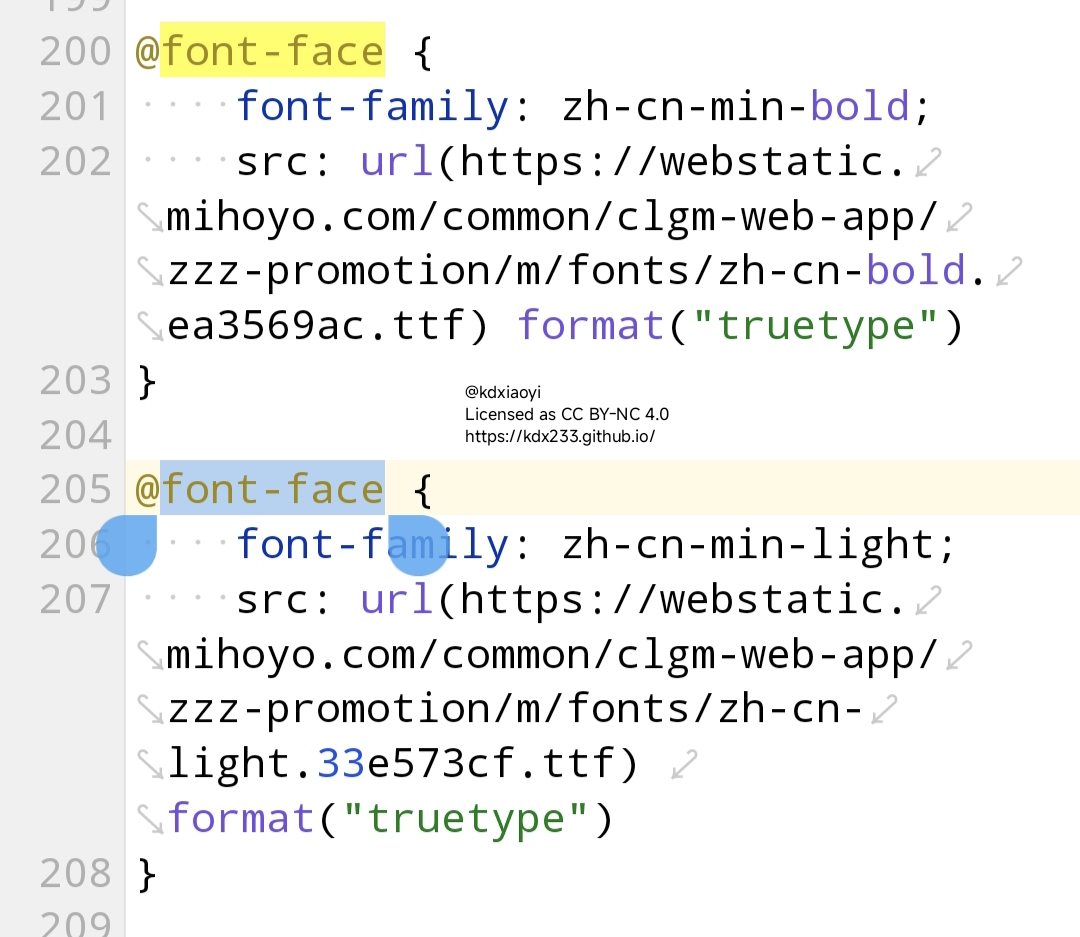 199
200 @font-face {
201 ····font-family: zh-cn-min-bold;
202 ····src: url(https://webstatic.
mihoyo.com/common/clgm-web-app/
zzz-promotion/m/fonts/zh-cn-bold.
ea3569ac.ttf) format("truetype")
203 }
@kdxiaoyi
Licensed as CC BY-NC 4.0
https://kdx233.github.io/
204
205 @font-face {
206 ····font-family: zh-cn-min-light;
207 ····src: url(https://webstatic.
mihoyo.com/common/clgm-web-app/
zzz-promotion/m/fonts/zh-cn-
light.33e573cf.ttf)
format("truetype")
208 }
209